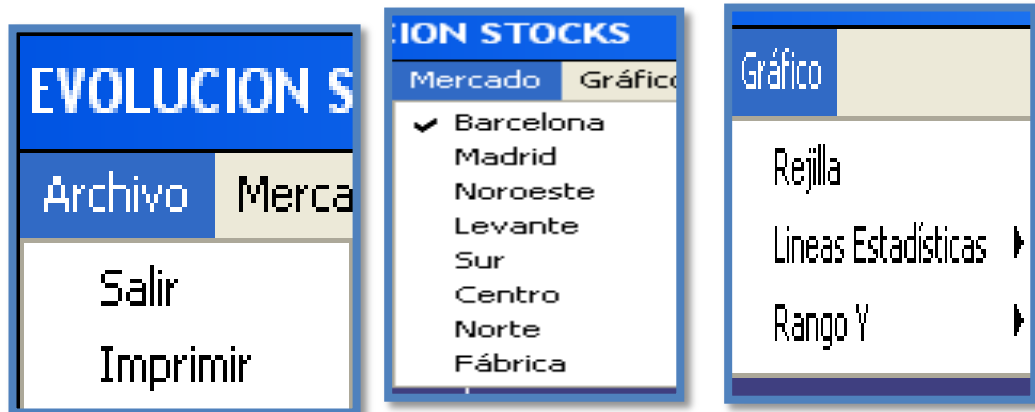 EVOLUCION S
Archivo Merca
Salir
Imprimir
ION STOCKS
Mercado Gráfico
Barcelona
Madrid
Noroeste
Levante
Sur
Centro
Norte
Fábrica
Gráfico
Rejilla
Lineas Estadísticas
Rango Y